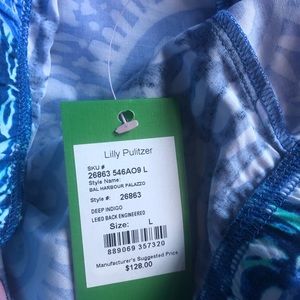 Lilly Pulitzer
SKU #
26863 546AO9 L
Style Name:
BAL HARBOUR PALAZZO
Style #: 26863
DEEP INDIGO
LEIED BACK ENGINEERED
Size: L
889069 357320
Manufacturer's Suggested Price
$128.00